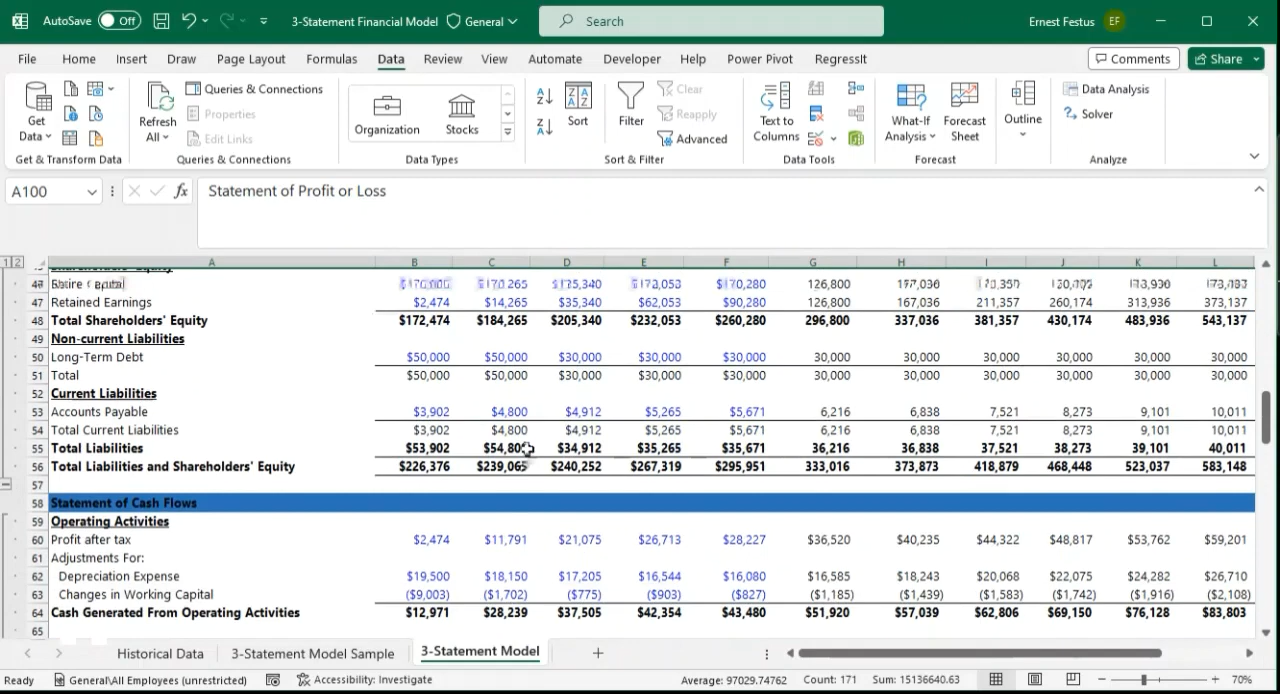 AutoSave Off 3-Statement Financial Model General Search Ernest Festus EF
File Home Insert Draw Page Layout Formulas Data Review View Automate Developer Help Power Pivot RegressIt Comments Share
Get Data Refresh All Queries & Connections Properties Edit Links Organization Stocks Sort Filter Clear Reapply Advanced Text to Columns What-If Analysis Forecast Sheet Outline Data Analysis Solver
Get & Transform Data Queries & Connections Data Types Sort & Filter Data Tools Forecast Analyze
A100 fx Statement of Profit or Loss
1 2 A B C D E F G H I J K L
47 Retained Earnings $2,474 $14,265 $35,340 $62,053 $90,280 126,800 167,036 211,357 260,174 313,936 373,137
48 Total Shareholders' Equity $172,474 $184,265 $205,340 $232,053 $260,280 296,800 337,036 381,357 430,174 483,936 543,137
49 Non-current Liabilities
50 Long-Term Debt $50,000 $50,000 $30,000 $30,000 $30,000 30,000 30,000 30,000 30,000 30,000 30,000
51 Total $50,000 $50,000 $30,000 $30,000 $30,000 30,000 30,000 30,000 30,000 30,000 30,000
52 Current Liabilities
53 Accounts Payable $3,902 $4,800 $4,912 $5,265 $5,671 6,216 6,838 7,521 8,273 9,101 10,011
54 Total Current Liabilities $3,902 $4,800 $4,912 $5,265 $5,671 6,216 6,838 7,521 8,273 9,101 10,011
55 Total Liabilities $53,902 $54,800 $34,912 $35,265 $35,671 36,216 36,838 37,521 38,273 39,101 40,011
56 Total Liabilities and Shareholders' Equity $226,376 $239,065 $240,252 $267,319 $295,951 333,016 373,873 418,879 468,448 523,037 583,148
57
58 Statement of Cash Flows
59 Operating Activities
60 Profit after tax $2,474 $11,791 $21,075 $26,713 $28,227 $36,520 $40,235 $44,322 $48,817 $53,762 $59,201
61 Adjustments For:
62 Depreciation Expense $19,500 $18,150 $17,205 $16,544 $16,080 $16,585 $18,243 $20,068 $22,075 $24,282 $26,710
63 Changes in Working Capital ($9,003) ($1,702) ($775) ($903) ($827) ($1,185) ($1,439) ($1,583) ($1,742) ($1,916) ($2,108)
64 Cash Generated From Operating Activities $12,971 $28,239 $37,505 $42,354 $43,480 $51,920 $57,039 $62,806 $69,150 $76,128 $83,803
65
Historical Data 3-Statement Model Sample 3-Statement Model
Ready General\All Employees (unrestricted) Accessibility: Investigate Average: 97029.74762 Count: 171 Sum: 15136640.63 70%